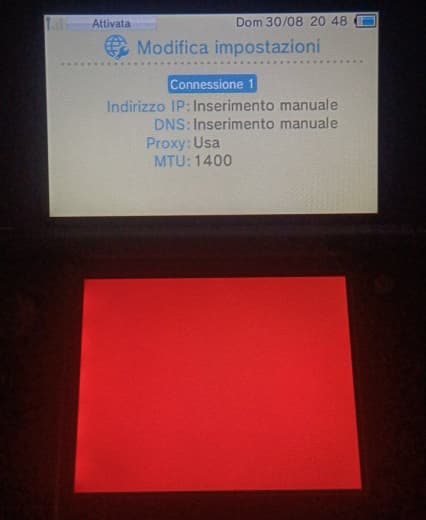 Attivata
Dom 30/08 20 48
Modifica impostazioni
Connessione 1
Indirizzo IP: Inserimento manuale
DNS: Inserimento manuale
Proxy: Usa
MTU: 1400